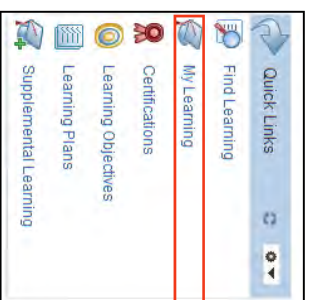 Quick Links
Find Learning
My Learning
Certifications
Learning Objectives
Learning Plans
Supplemental Learning